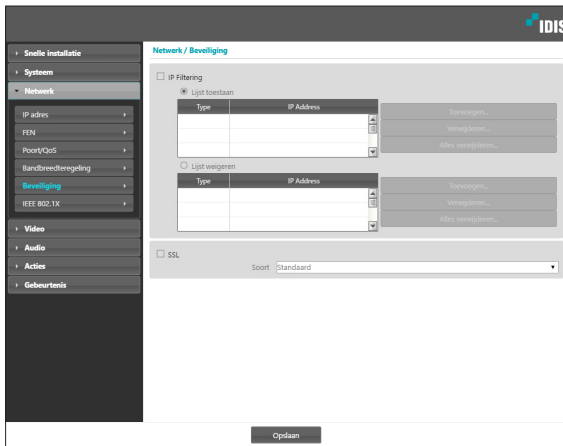 IDIS
Snelle installatie
Systeem
Netwerk
IP adres
FEN
Poort/QoS
Bandbreedteregeling
Beveiliging
IEEE 802.1X
Video
Audio
Acties
Gebeurtenis
Netwerk / Beveiliging
IP Filtering
Lijst toestaan
Type IP Address
Toevoegen...
Verwijderen...
Alles verwijderen...
Lijst weigeren
Type IP Address
Toevoegen...
Verwijderen...
Alles verwijderen...
SSL
Soort Standaard
Opslaan